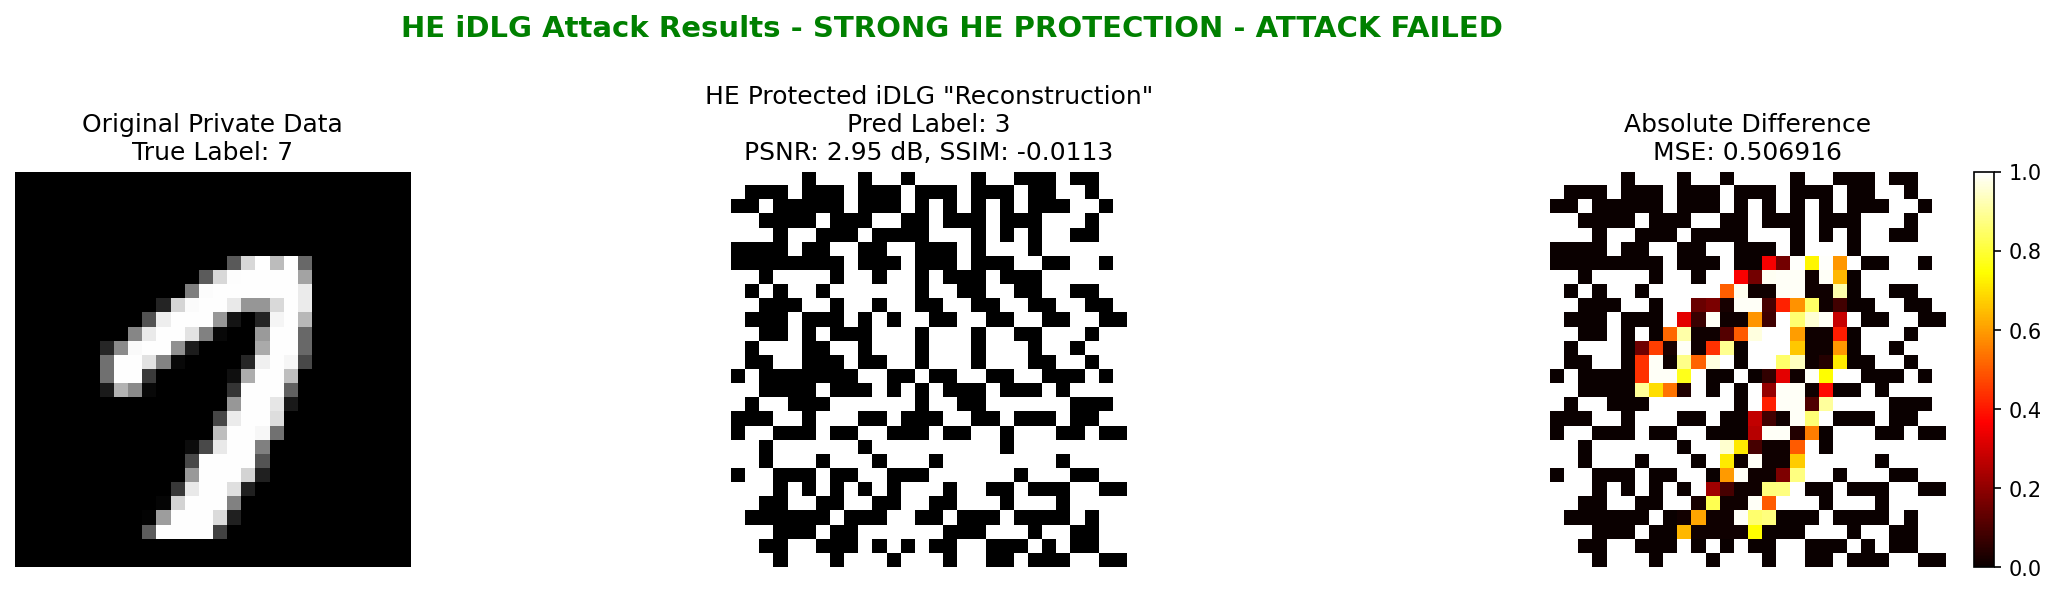 HE iDLG Attack Results - STRONG HE PROTECTION - ATTACK FAILED
Original Private Data
True Label: 7
HE Protected iDLG "Reconstruction"
Pred Label: 3
PSNR: 2.95 dB, SSIM: -0.0113
Absolute Difference
MSE: 0.506916
1.0
0.8
0.6
0.4
0.2
0.0